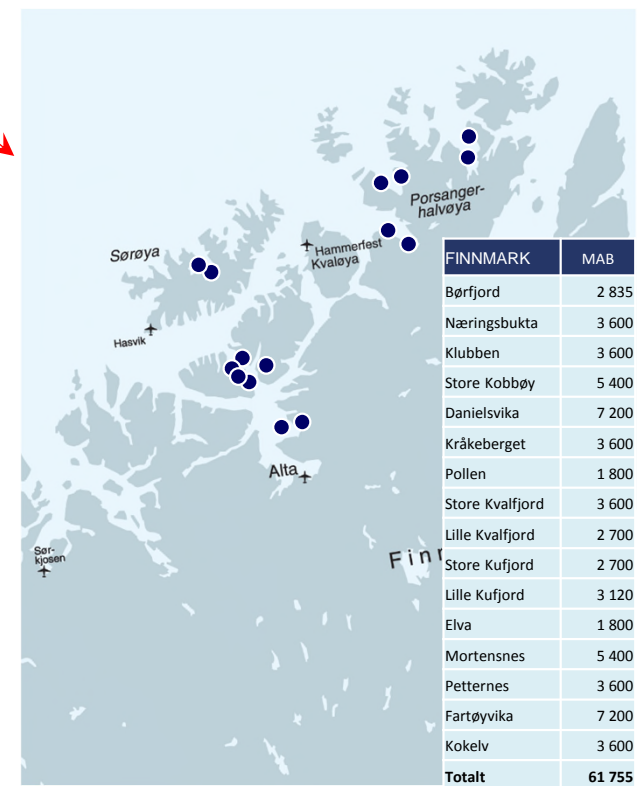 Porsanger-
halvøya
Hammerfest
Kvaløya
Sørøya
Hasvik
Alta
Sør-
kjosen
Finn
FINNMARK MAB
Børfjord 2 835
Næringsbukta 3 600
Klubben 3 600
Store Kobbøy 5 400
Danielsvika 7 200
Kråkeberget 3 600
Pollen 1 800
Store Kvalfjord 3 600
Lille Kvalfjord 2 700
Store Kufjord 2 700
Lille Kufjord 3 120
Elva 1 800
Mortensnes 5 400
Petternes 3 600
Fartøyvika 7 200
Kokelv 3 600
Totalt 61 755